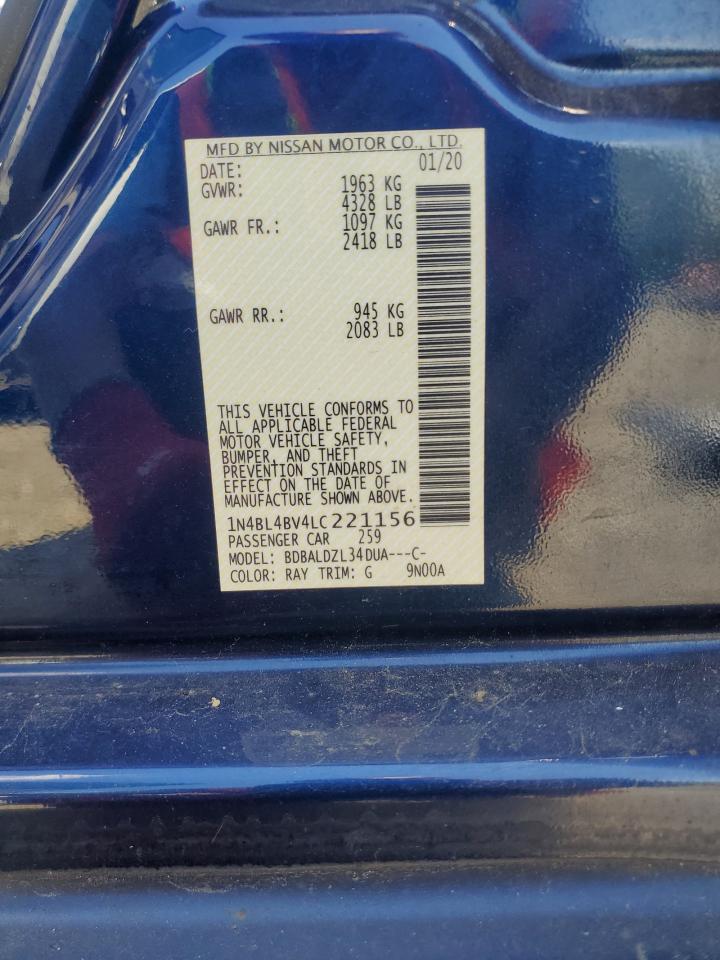 MFD BY NISSAN MOTOR CO., LTD.
DATE: 01/20
GVWR: 1963 KG
4328 LB
GAWR FR.: 1097 KG
2418 LB
GAWR RR.: 945 KG
2083 LB
THIS VEHICLE CONFORMS TO
ALL APPLICABLE FEDERAL
MOTOR VEHICLE SAFETY,
BUMPER, AND THEFT
PREVENTION STANDARDS IN
EFFECT ON THE DATE OF
MANUFACTURE SHOWN ABOVE.
1N4BL4BV4LC221156
PASSENGER CAR 259
MODEL: BDBALDZL34DUA---C-
COLOR: RAY TRIM: G 9N00A